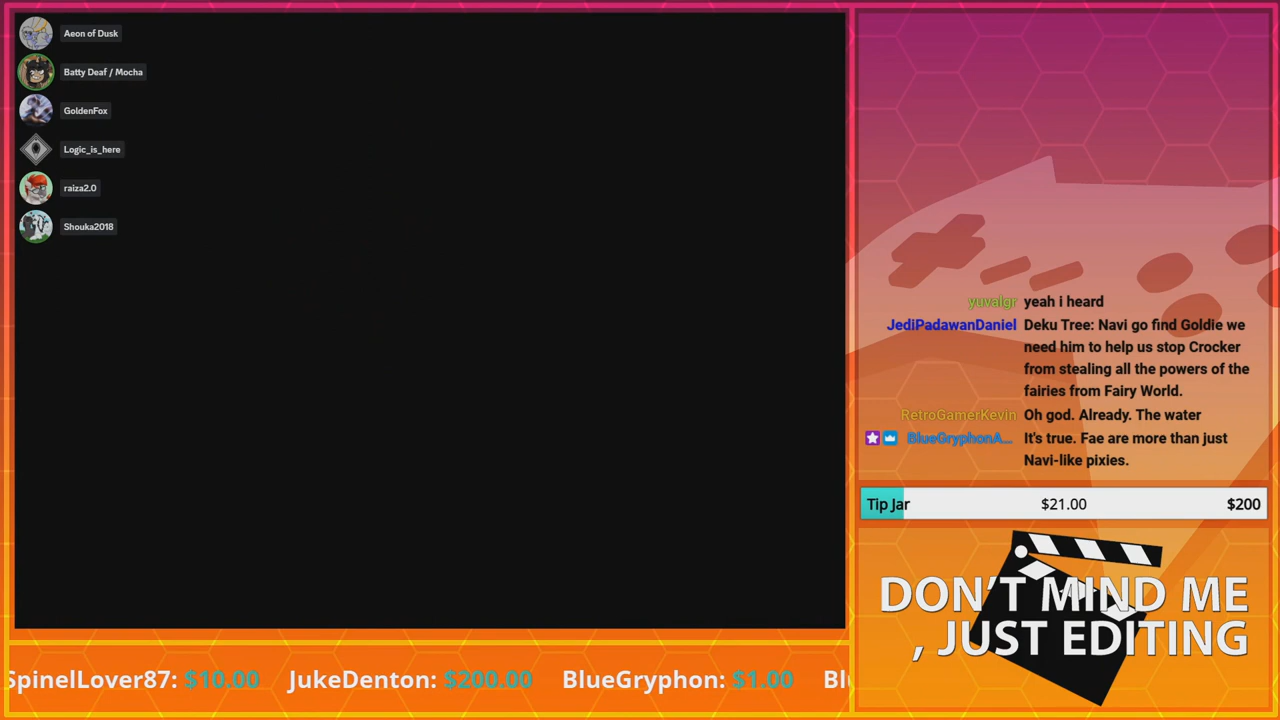 Aeon of Dusk
Batty Deaf / Mocha
GoldenFox
Logic_is_here
raiza2.0
Shouka2018
yuvalgr yeah i heard
JediPadawanDaniel Deku Tree: Navi go find Goldie we
need him to help us stop Crocker
from stealing all the powers of the
fairies from Fairy World.
RetroGamerKevin Oh god. Already. The water
BlueGryphonA... It's true. Fae are more than just
Navi-like pixies.
Tip Jar $21.00 $200
DON'T MIND ME
, JUST EDITING
SpinelLover87: $10.00 JukeDenton: $200.00 BlueGryphon: $1.00 Bl